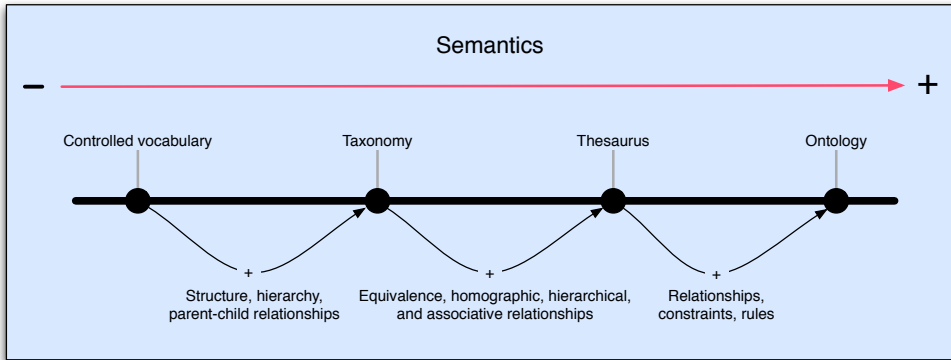 Semantics
− +
Controlled vocabulary
Taxonomy
Thesaurus
Ontology
+
Structure, hierarchy,
parent-child relationships
+
Equivalence, homographic, hierarchical,
and associative relationships
+
Relationships,
constraints, rules